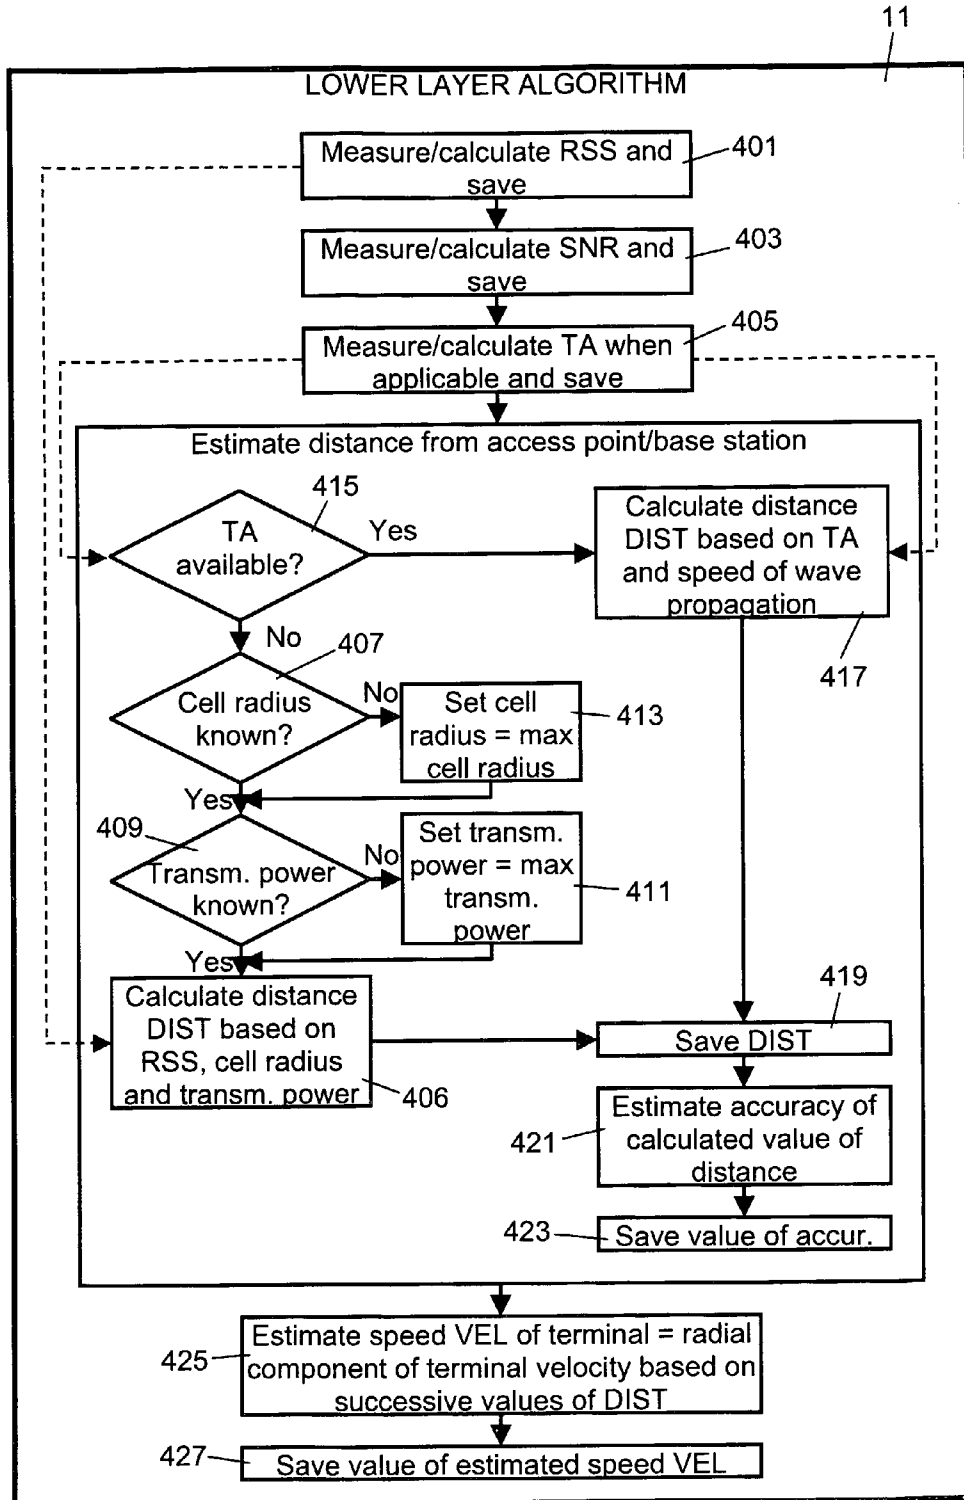 11
LOWER LAYER ALGORITHM
Measure/calculate RSS and
save
401
Measure/calculate SNR and
save
403
Measure/calculate TA when
applicable and save
405
Estimate distance from access point/base station
415
TA
available?
Yes
Calculate distance
DIST based on TA
and speed of wave
propagation
417
No
407
Cell radius
known?
No
Set cell
radius = max
cell radius
413
Yes
409
Transm. power
known?
No
Set transm.
power = max
transm.
power
411
Yes
Calculate distance
DIST based on
RSS, cell radius
and transm. power
406
419
Save DIST
421
Estimate accuracy of
calculated value of
distance
423
Save value of accur.
425
Estimate speed VEL of terminal = radial
component of terminal velocity based on
successive values of DIST
427
Save value of estimated speed VEL